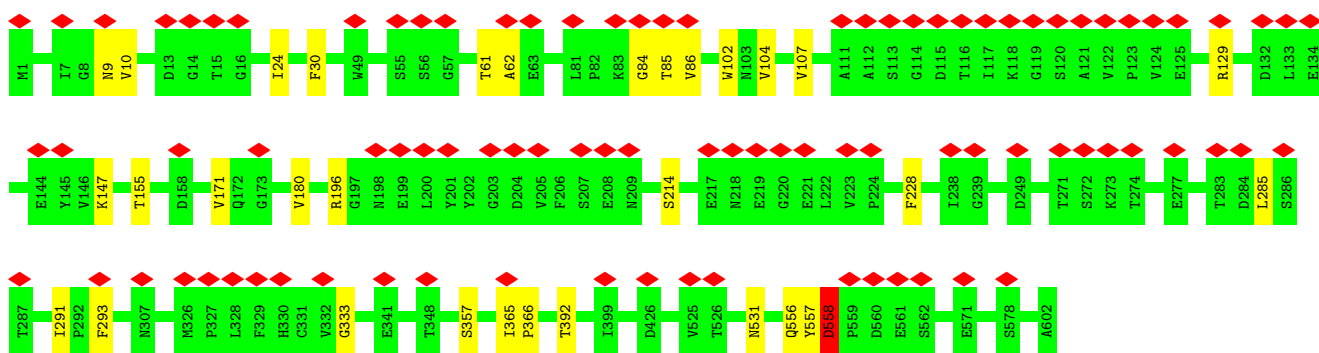 M1 I7 G8 N9 V10 D13 G14 T15 G16 I24 F30 W49 S55 S56 G57 T61 A62 E53 L81 P82 K83 G84 T85 V86 W102 N103 V104 V107 A111 A112 S113 G114 D115 T116 I117 K118 G119 S120 A121 V122 P123 V124 E125 R129 D132 L133 E134
E144 Y145 V146 K147 T155 D158 V171 Q172 G173 V180 R196 G197 N198 E199 L200 Y201 Y202 G203 D204 V205 F206 S207 E208 N209 S214 E217 N218 E219 G220 E221 L222 V223 P224 F228 I238 G239 D249 T271 S272 K273 T274 E277 T283 D284 L285 S286
T287 I291 P292 F293 N307 M326 P327 L328 F329 H330 C331 V332 G333 E341 T348 S357 I365 P366 T392 I399 D426 V525 T526 N531 Q556 Y557 D558 P559 D560 E561 S562 E571 S578 A602